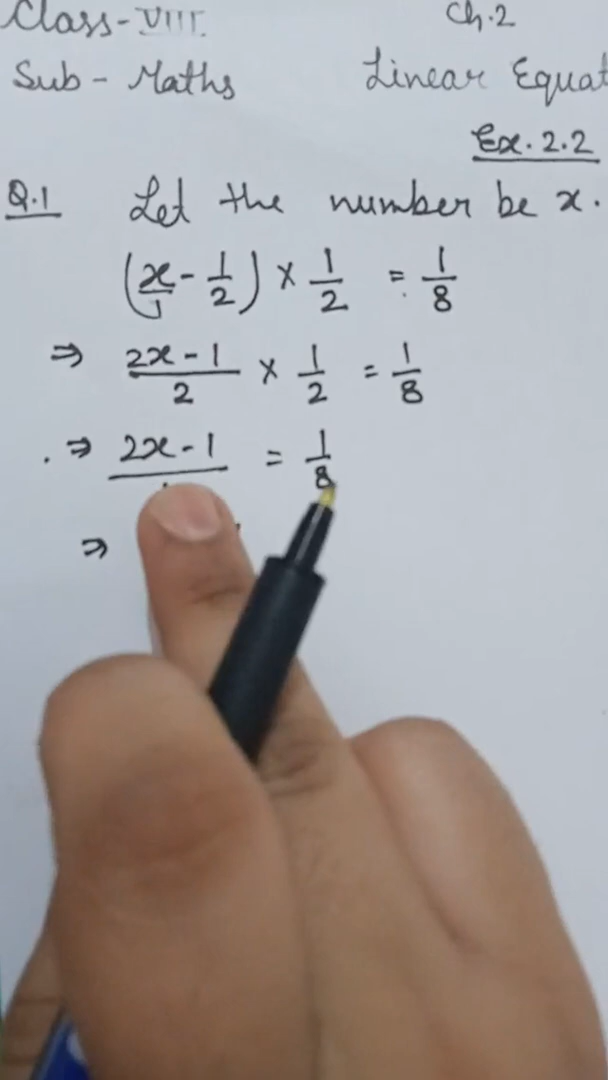 Class-VIII
Ch.2
Sub - Maths
Linear Equat
Ex. 2.2
Q.1 Let the number be x.
(x/1 - 1/2) × 1/2 = 1/8
⇒ (2x - 1)/2 × 1/2 = 1/8
⇒ 2x - 1 = 1/8
⇒